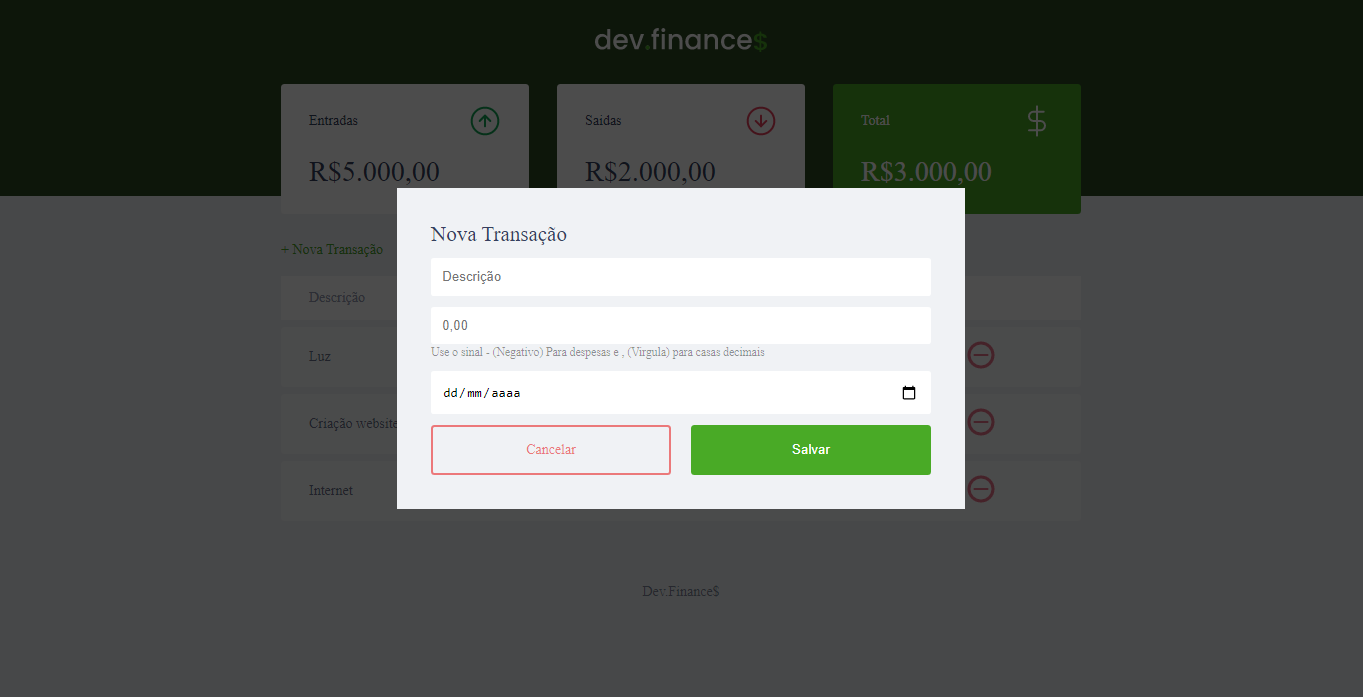 dev.finance$
Entradas
R$5.000,00
Saídas
R$2.000,00
Total
R$3.000,00
+ Nova Transação
Descrição
Luz
Criação website
Internet
Nova Transação
Descrição
0,00
Use o sinal - (Negativo) Para despesas e , (Virgula) para casas decimais
dd/mm/aaaa
Cancelar
Salvar
Dev.Finance$